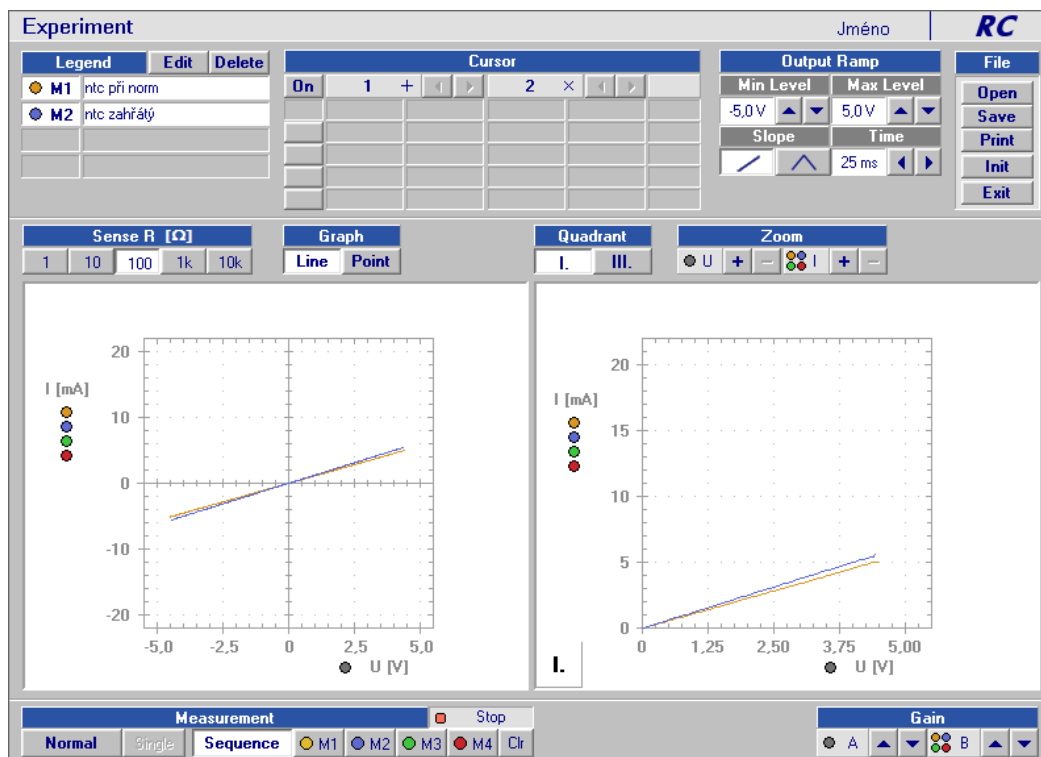 Experiment Jméno RC
Legend Edit Delete Cursor Output Ramp File
M1 ntc při norm On 1 + 2 × Min Level Max Level Open
M2 ntc zahřátý -5,0 V 5,0 V Save
Slope Time Print
25 ms Init
Exit
Sense R [Ω] Graph Quadrant Zoom
1 10 100 1k 10k Line Point I. III. U + − I + −
20
I [mA]
10
0
-10
-20
-5,0 -2,5 0 2,5 5,0
U [V]
20
I [mA]
15
10
5
0
0 1,25 2,50 3,75 5,00
I. U [V]
Measurement Stop Gain
Normal Single Sequence M1 M2 M3 M4 Clr A B